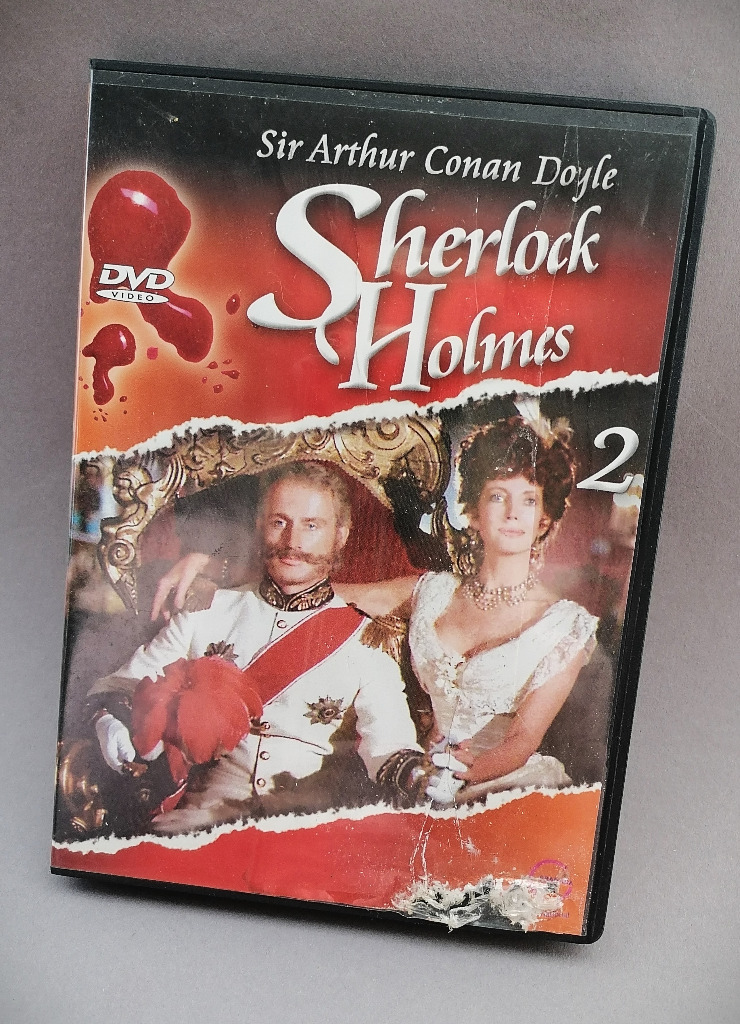 Sir Arthur Conan Doyle
Sherlock
Holmes
DVD
VIDEO
2